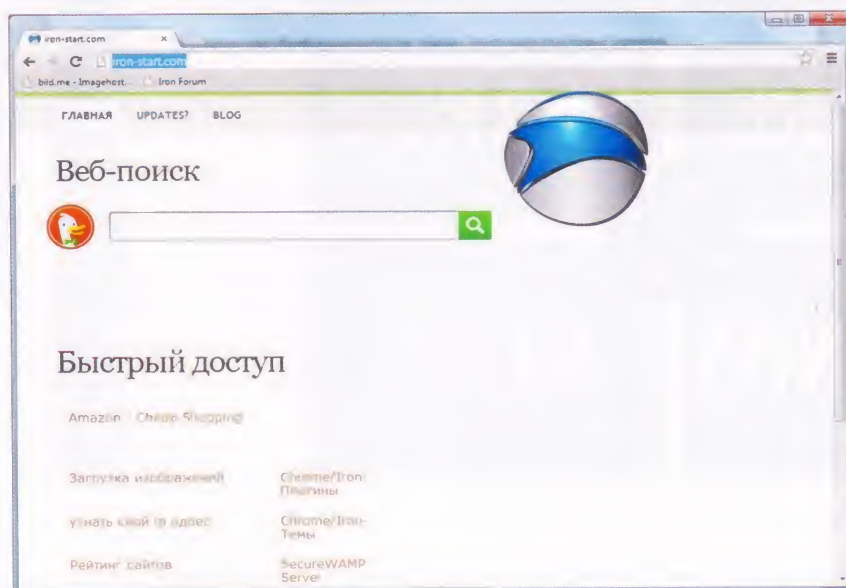 iron-start.com
iron-start.com
bild.me - Imagehost... Iron Forum
ГЛАВНАЯ UPDATES? BLOG
Веб-поиск
Быстрый доступ
Amazon - Cheap Shopping
Загрузка изображений
Chrome/Iron-
Плагины
узнать свой ip адрес
Chrome/Iron-
Темы
Рейтинг сайтов
SecureWAMP
Server